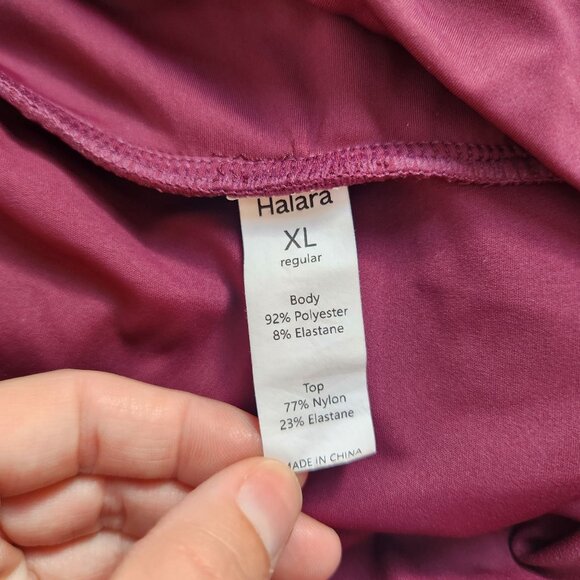 Halara
XL
regular
Body
92% Polyester
8% Elastane
Top
77% Nylon
23% Elastane
MADE IN CHINA